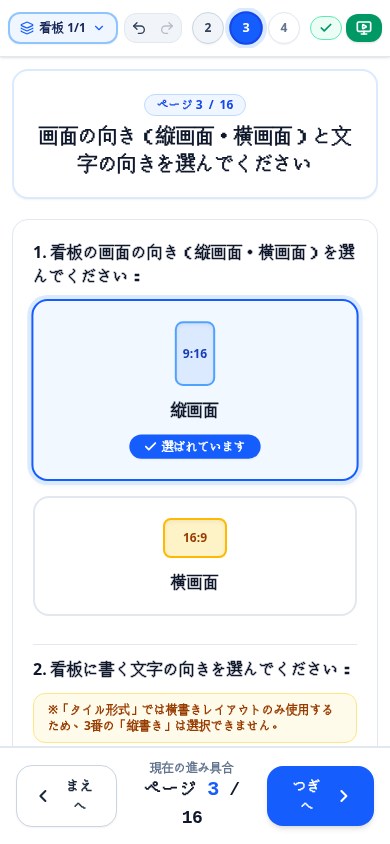 看板 1/1
2
3
4
ページ 3 / 16
画面の向き(縦画面・横画面)と文
字の向きを選んでください
1. 看板の画面の向き(縦画面・横画面)を選
んでください:
9:16
縦画面
選ばれています
16:9
横画面
2. 看板に書く文字の向きを選んでください:
※「タイル形式」では横書きレイアウトのみ使用する
ため、3番の「縦書き」は選択できません。
まえ
へ
現在の進み具合
ページ 3 /
16
つぎ
へ